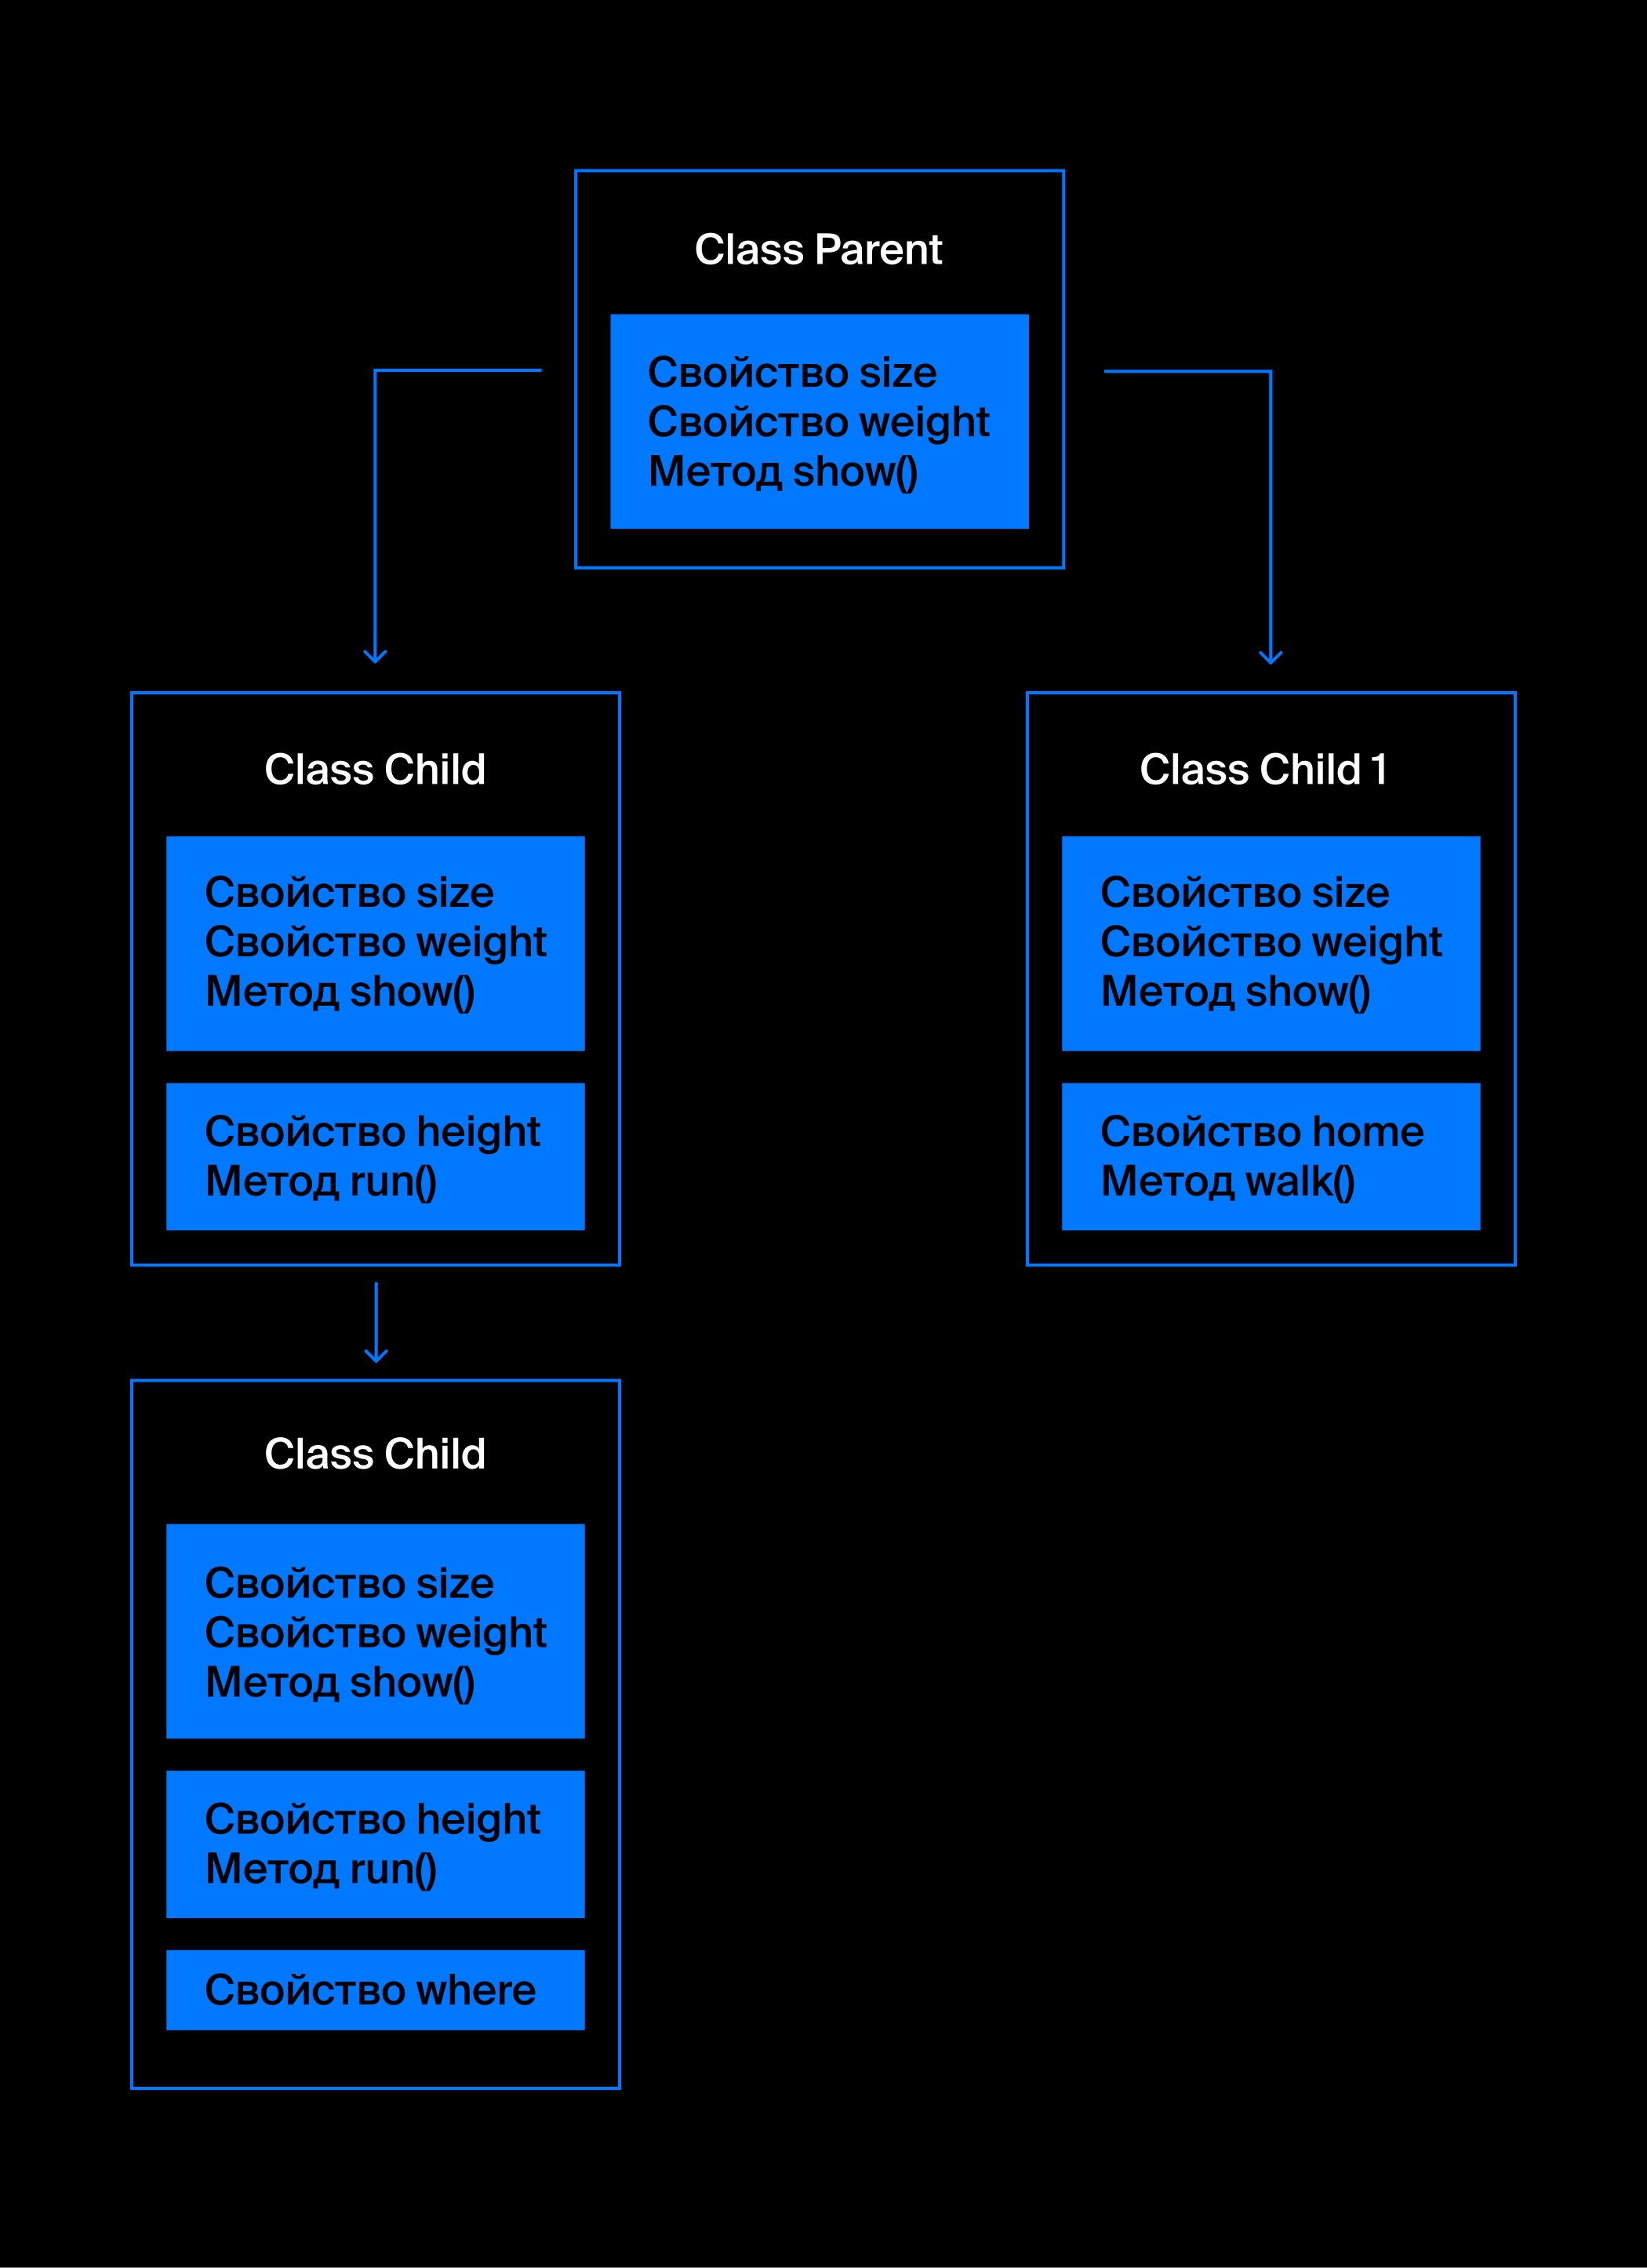 Class Parent
Свойство size
Свойство weight
Метод show()
Class Child
Свойство size
Свойство weight
Метод show()
Свойство height
Метод run()
Class Child 1
Свойство size
Свойство weight
Метод show()
Свойство home
Метод walk()
Class Child
Свойство size
Свойство weight
Метод show()
Свойство height
Метод run()
Свойство where